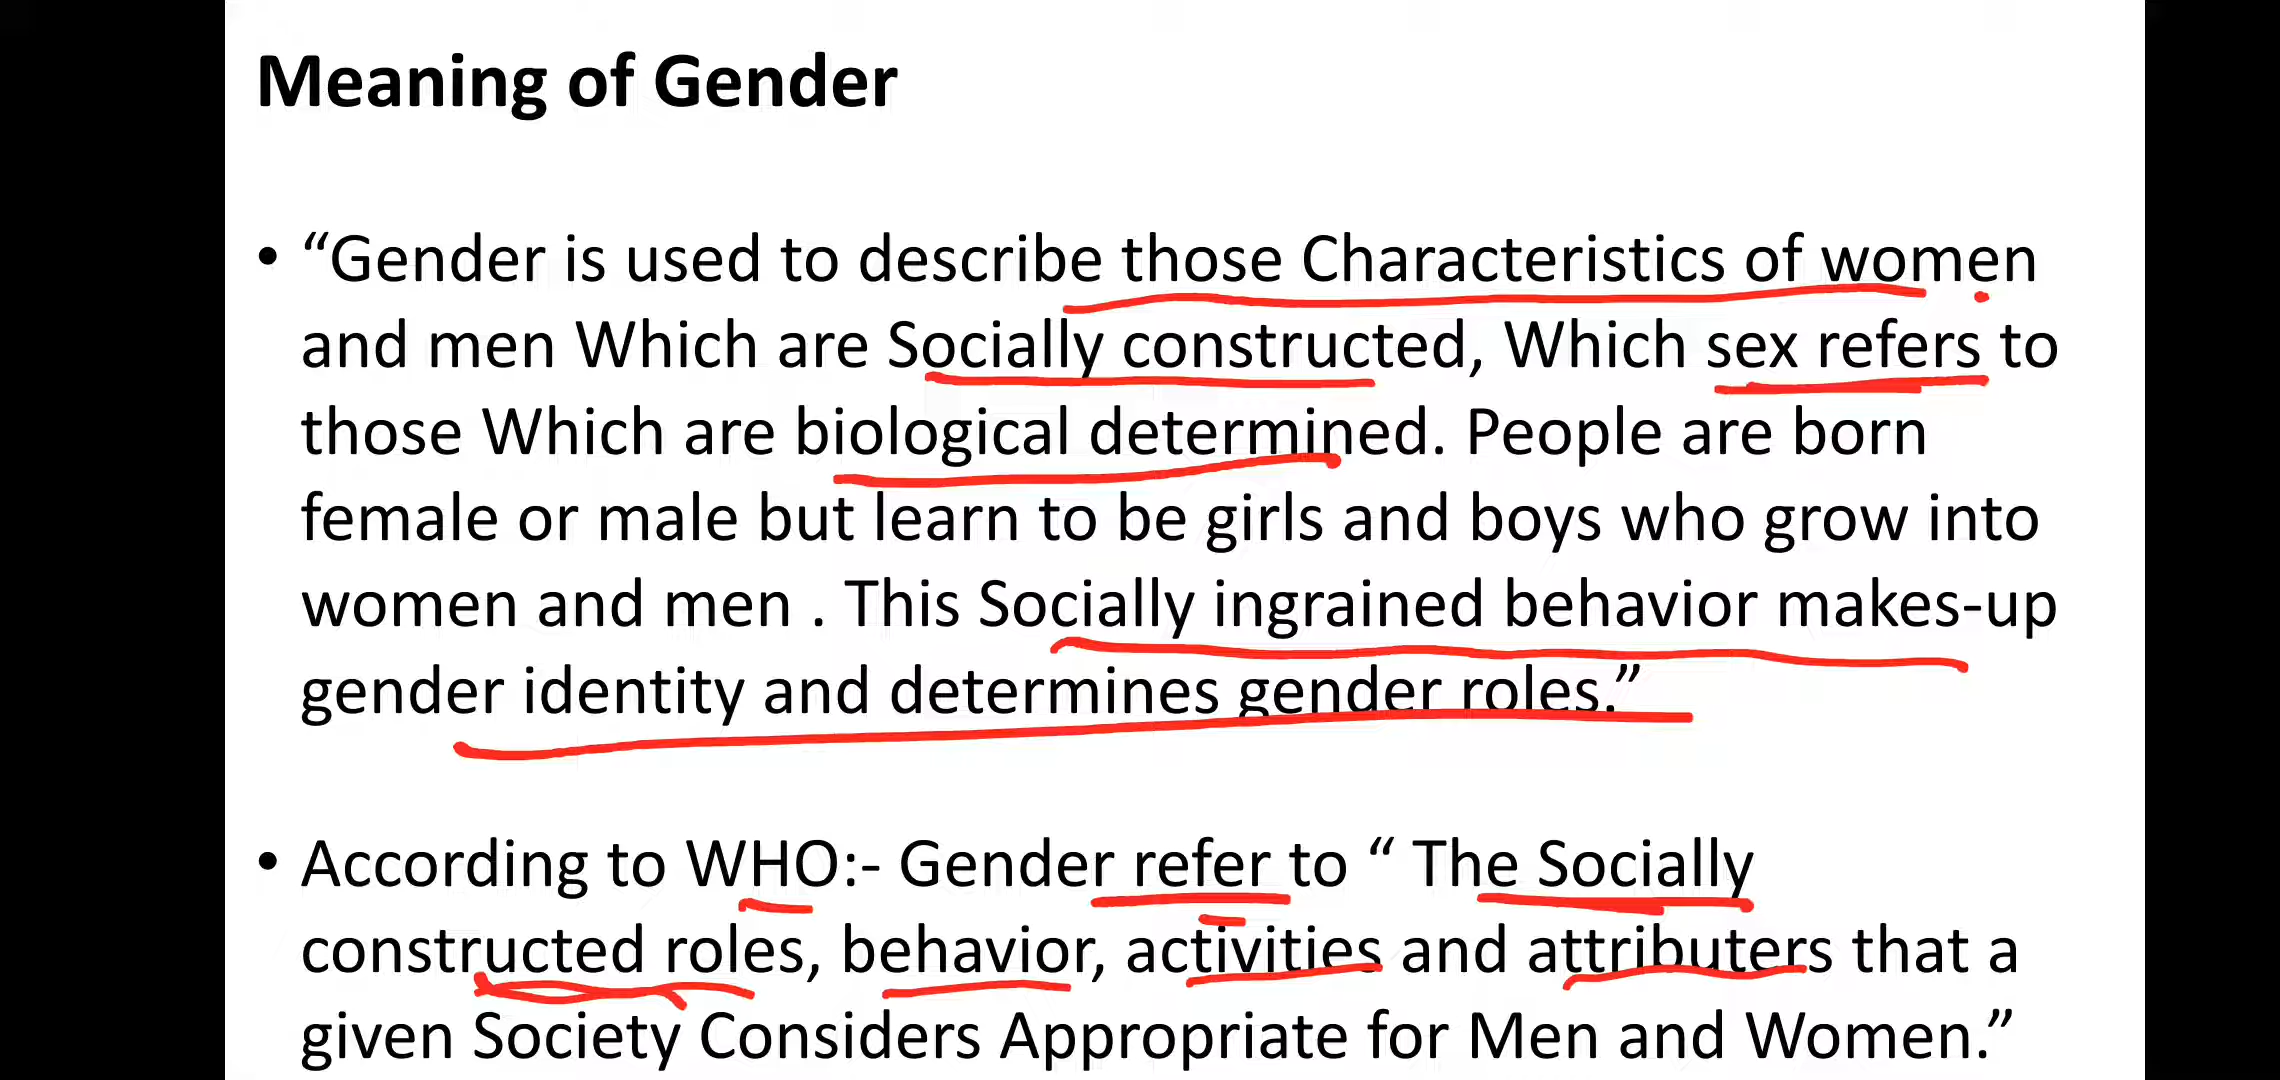 Meaning of Gender
• “Gender is used to describe those Characteristics of women
and men Which are Socially constructed, Which sex refers to
those Which are biological determined. People are born
female or male but learn to be girls and boys who grow into
women and men . This Socially ingrained behavior makes-up
gender identity and determines gender roles.”
• According to WHO:- Gender refer to “ The Socially
constructed roles, behavior, activities and attributers that a
given Society Considers Appropriate for Men and Women.”